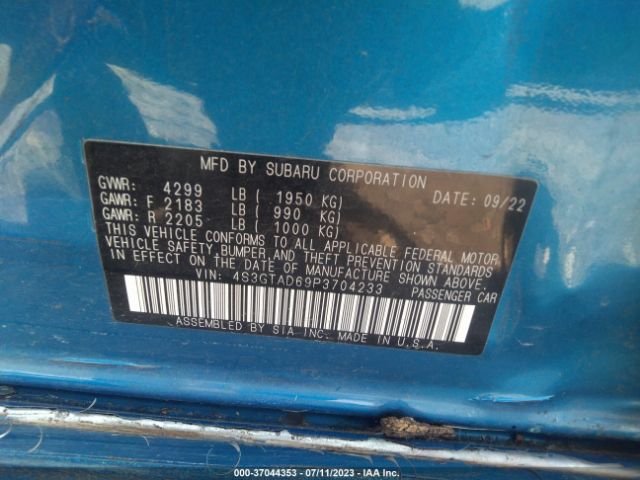 MFD BY SUBARU CORPORATION
GVWR: 4299 LB ( 1950 KG) DATE: 09/22
GAWR: F 2183 LB ( 990 KG)
GAWR: R 2205 LB ( 1000 KG)
THIS VEHICLE CONFORMS TO ALL APPLICABLE FEDERAL MOTOR
VEHICLE SAFETY, BUMPER, AND THEFT PREVENTION STANDARDS
IN EFFECT ON THE DATE OF MANUFACTURE SHOWN ABOVE.
VIN: 4S3GTAD69P3704233 PASSENGER CAR
ASSEMBLED BY SIA INC. MADE IN U.S.A.
000-37044353 - 07/11/2023 - IAA Inc.